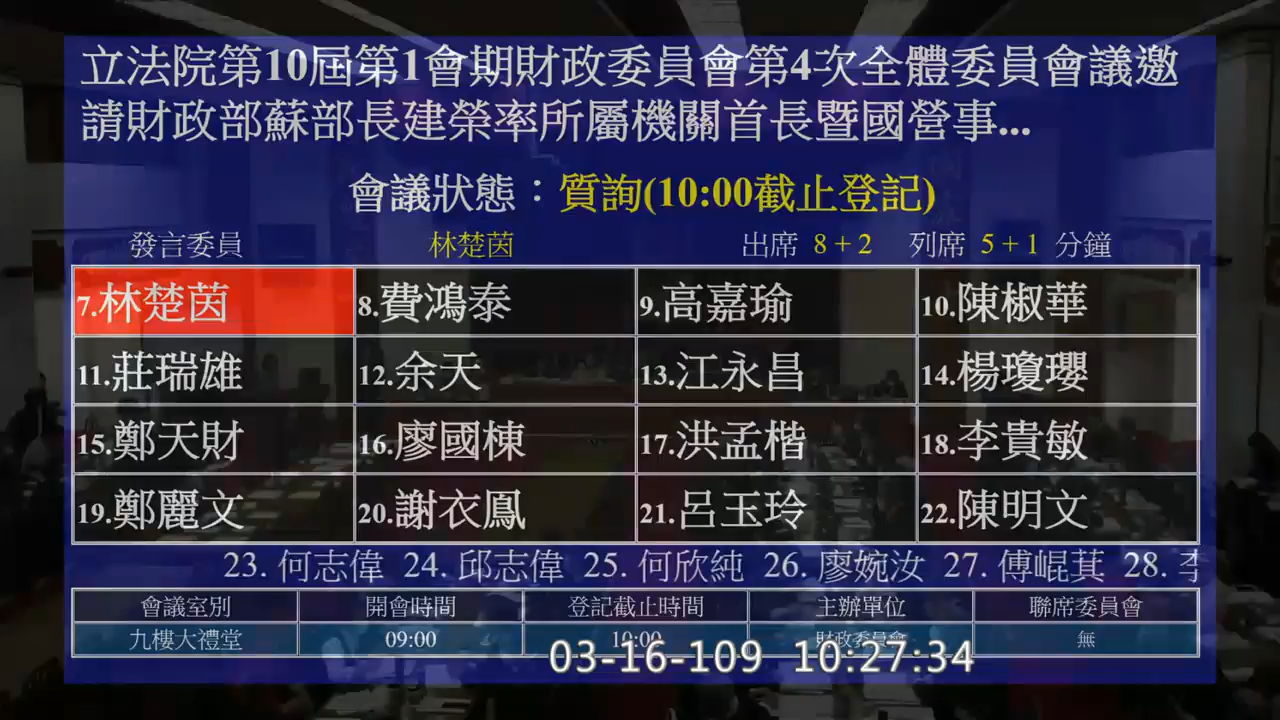 立法院第10屆第1會期財政委員會第4次全體委員會議邀
請財政部蘇部長建榮率所屬機關首長暨國營事...
會議狀態：質詢(10:00截止登記)
發言委員 林楚茵 出席 8+2 列席 5+1 分鐘
7.林楚茵 8.費鴻泰 9.高嘉瑜 10.陳椒華
11.莊瑞雄 12.余天 13.江永昌 14.楊瓊瓔
15.鄭天財 16.廖國棟 17.洪孟楷 18.李貴敏
19.鄭麗文 20.謝衣鳳 21.呂玉玲 22.陳明文
23. 何志偉 24. 邱志偉 25. 何欣純 26. 廖婉汝 27. 傅崐萁 28.
會議室別 開會時間 登記截止時間 主辦單位 聯席委員會
九樓大禮堂 09:00 10:00 財政委員會 無
03-16-109 10:27:34